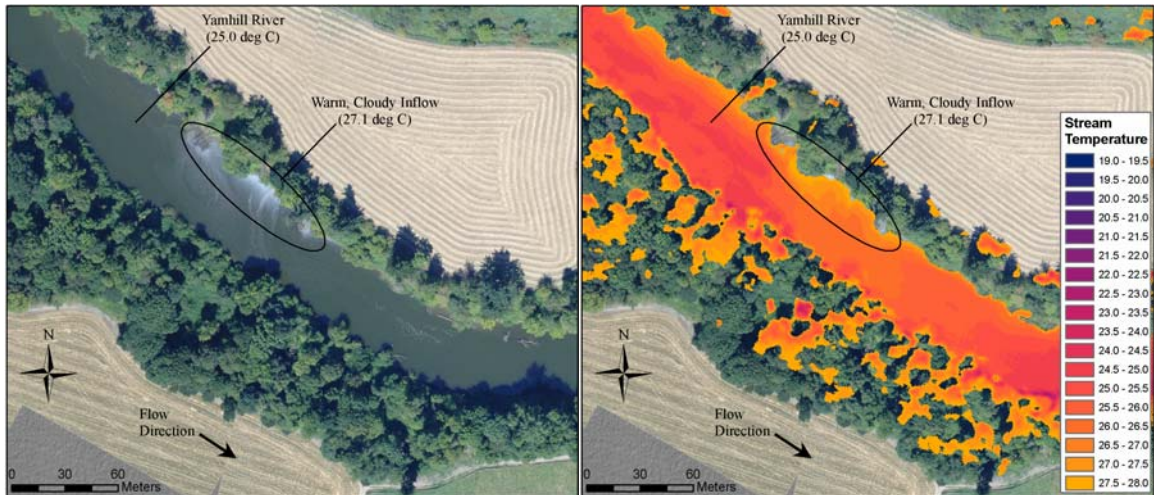 Yamhill River
(25.0 deg C)
Warm, Cloudy Inflow
(27.1 deg C)
N
Flow
Direction
0 30 60
Meters
Yamhill River
(25.0 deg C)
Warm, Cloudy Inflow
(27.1 deg C)
Stream
Temperature
19.0 - 19.5
19.5 - 20.0
20.0 - 20.5
20.5 - 21.0
21.0 - 21.5
21.5 - 22.0
22.0 - 22.5
22.5 - 23.0
23.0 - 23.5
23.5 - 24.0
24.0 - 24.5
24.5 - 25.0
25.0 - 25.5
25.5 - 26.0
26.0 - 26.5
26.5 - 27.0
27.0 - 27.5
27.5 - 28.0
N
Flow
Direction
0 30 60
Meters